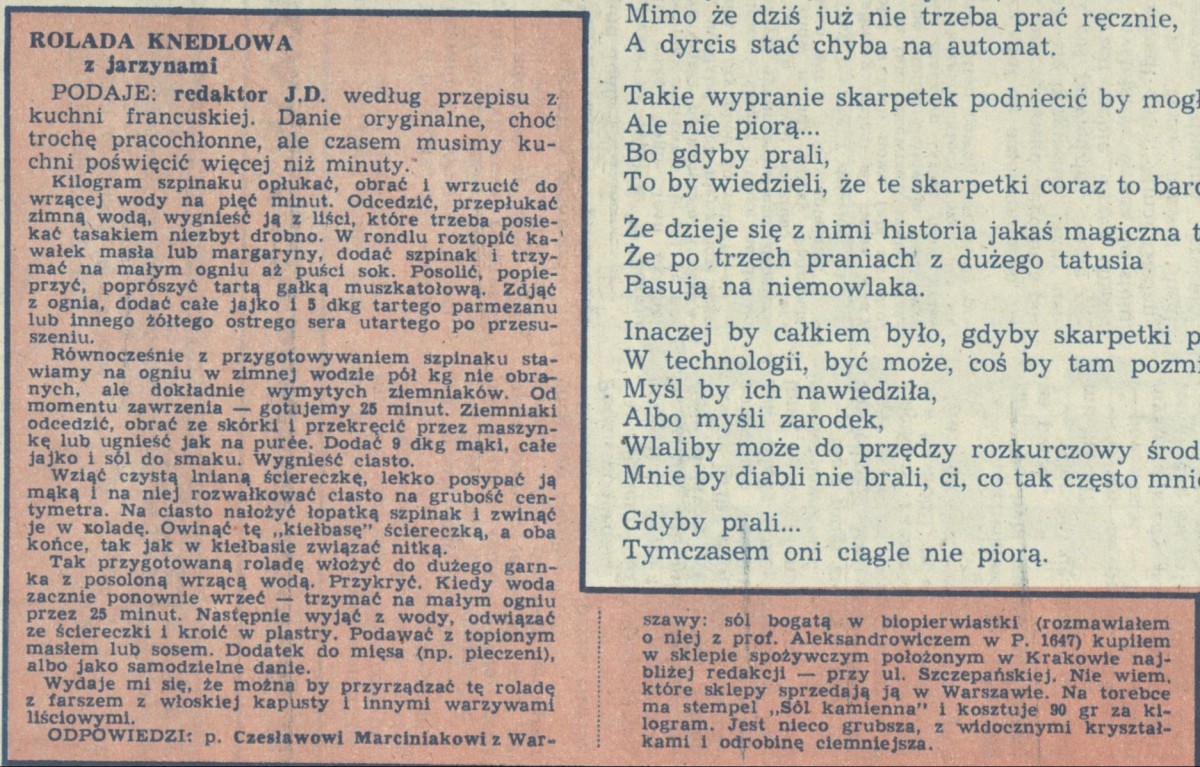 ROLADA KNEDLOWA
z jarzynami
PODAJE: redaktor J.D. według przepisu z
kuchni francuskiej. Danie oryginalne, choć
trochę pracochłonne, ale czasem musimy ku-
chni poświęcić więcej niż minuty.
Kilogram szpinaku opłukać, obrać i wrzucić do
wrzącej wody na pięć minut. Odcedzić, przepłukać
zimną wodą, wygnieść ją z liści, które trzeba posie-
kać tasakiem niezbyt drobno. W rondlu roztopić ka-
wałek masła lub margaryny, dodać szpinak i trzy-
mać na małym ogniu aż puści sok. Posolić, popie-
przyć, poprószyć tartą gałką muszkatołową. Zdjąć
z ognia, dodać całe jajko i 5 dkg tartego parmezanu
lub innego żółtego ostrego sera utartego po przesu-
szeniu.
Równocześnie z przygotowywaniem szpinaku sta-
wiamy na ogniu w zimnej wodzie pół kg nie obra-
nych, ale dokładnie wymytych ziemniaków. Od
momentu zawrzenia — gotujemy 25 minut. Ziemniaki
odcedzić, obrać ze skórki i przekręcić przez maszyn-
kę lub ugnieść jak na purée. Dodać 9 dkg mąki, całe
jajko i sól do smaku. Wygnieść ciasto.
Wziąć czystą lnianą ściereczkę, lekko posypać ją
mąką i na niej rozwałkować ciasto na grubość cen-
tymetra. Na ciasto nałożyć łopatką szpinak i zwinąć
je w roladę. Owinąć tę „kiełbasę” ściereczką, a oba
końce, tak jak w kiełbasie związać nitką.
Tak przygotowaną roladę włożyć do dużego garn-
ka z posoloną wrzącą wodą. Przykryć. Kiedy woda
zacznie ponownie wrzeć — trzymać na małym ogniu
przez 25 minut. Następnie wyjąć z wody, odwiązać
ze ściereczki i kroić w plastry. Podawać z topionym
masłem lub sosem. Dodatek do mięsa (np. pieczeni),
albo jako samodzielne danie.
Wydaje mi się, że można by przyrządzać tę roladę
z farszem z włoskiej kapusty i innymi warzywami
liściowymi.
ODPOWIEDZI: p. Czesławowi Marciniakowi z War-
szawy: sól bogatą w biopierwiastki (rozmawiałem
o niej z prof. Aleksandrowiczem w P. 1647) kupiłem
w sklepie spożywczym położonym w Krakowie naj-
bliżej redakcji — przy ul. Szczepańskiej. Nie wiem,
które sklepy sprzedają ją w Warszawie. Na torebce
ma stempel „Sól kamienna” i kosztuje 90 gr za ki-
logram. Jest nieco grubsza, z widocznymi kryształ-
kami i odrobinę ciemniejsza.
Mimo że dziś już nie trzeba prać ręcznie,
A dyrcis stać chyba na automat.
Takie wypranie skarpetek podniecić by
Ale nie piorą...
Bo gdyby prali,
To by wiedzieli, że te skarpetki coraz to
Że dzieje się z nimi historia jakaś magiczna
Że po trzech praniach z dużego tatusia
Pasują na niemowlaka.
Inaczej by całkiem było, gdyby skarpetki
W technologii, być może, coś by tam
Myśl by ich nawiedziła,
Albo myśli zarodek,
Wlaliby może do przędzy rozkurczowy
Mnie by diabli nie brali, ci, co tak często
Gdyby prali...
Tymczasem oni ciągle nie piorą.